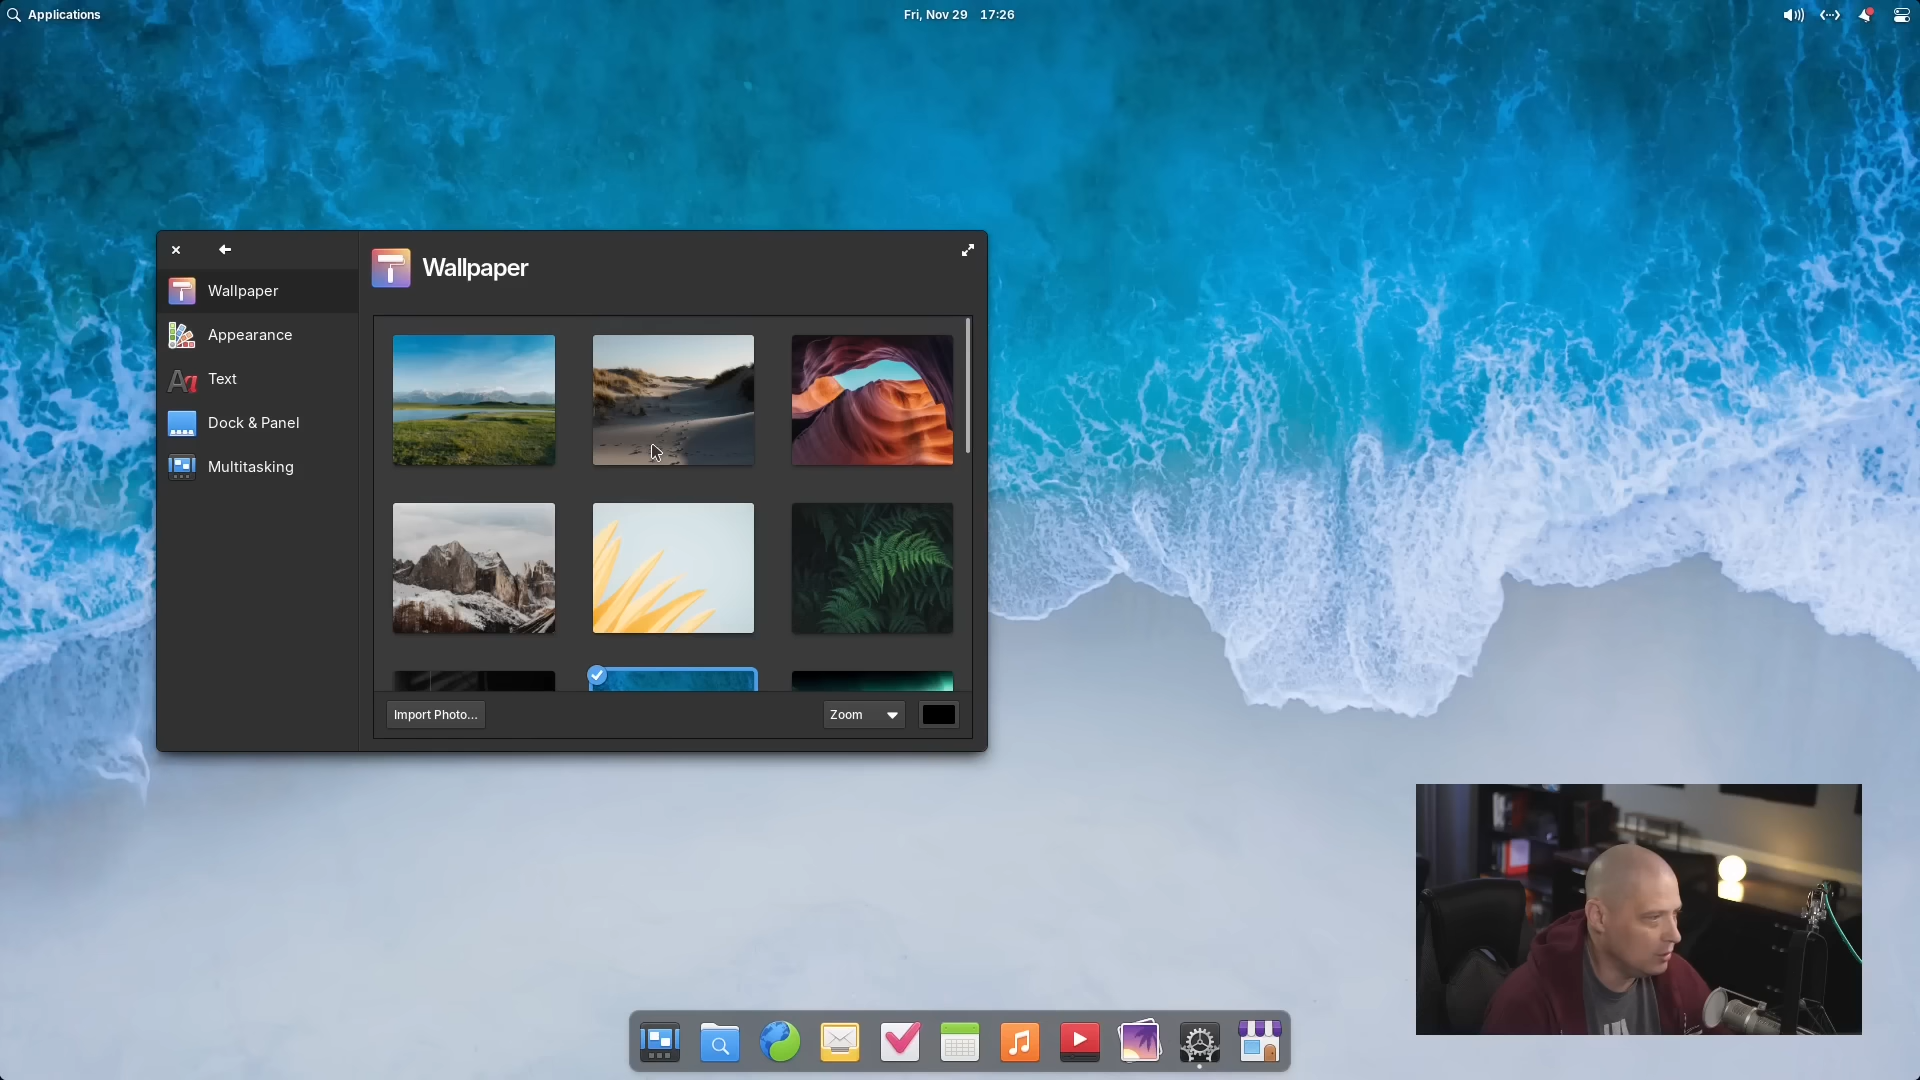 Applications
Fri, Nov 29 17:26
Wallpaper
Wallpaper
Appearance
Text
Dock & Panel
Multitasking
Import Photo...
Zoom